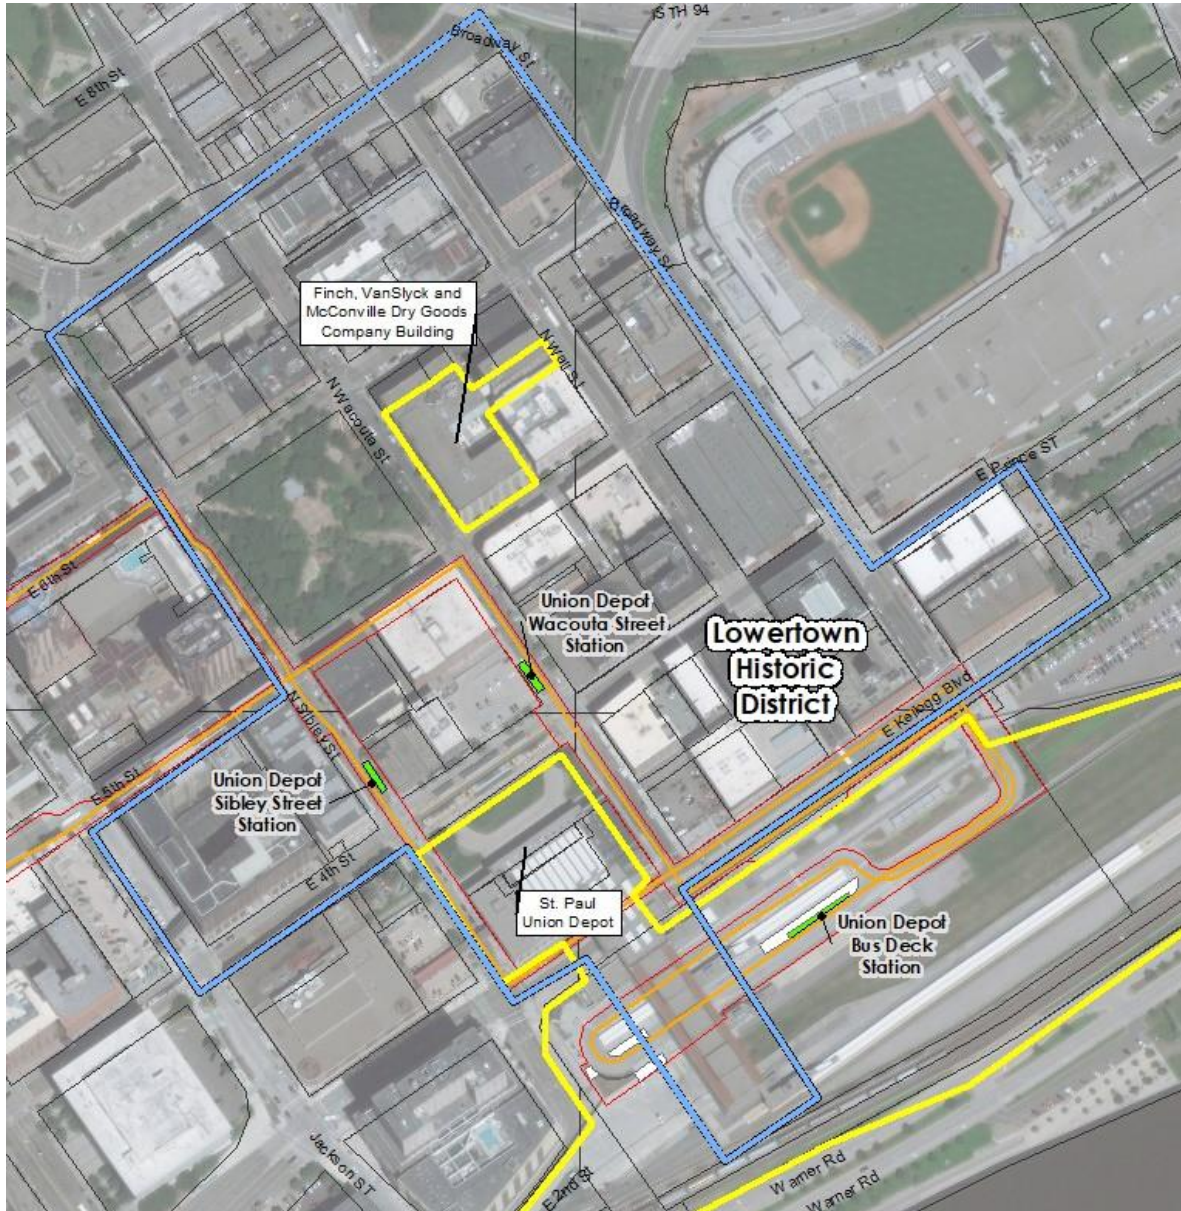 IS TH 94
Broadway St
E 8th St
Broadway St
Finch, VanSlyck and
McConville Dry Goods
Company Building
N Wall St
N Wacouta St
E Prince ST
E 6th St
Union Depot
Wacouta Street
Station
Lowertown
Historic
District
E Kellogg Blvd
N Sibley St
E 5th St
Union Depot
Sibley Street
Station
E 4th St
St. Paul
Union Depot
Union Depot
Bus Deck
Station
Jackson ST
E 2nd St
Warner Rd
Warner Rd